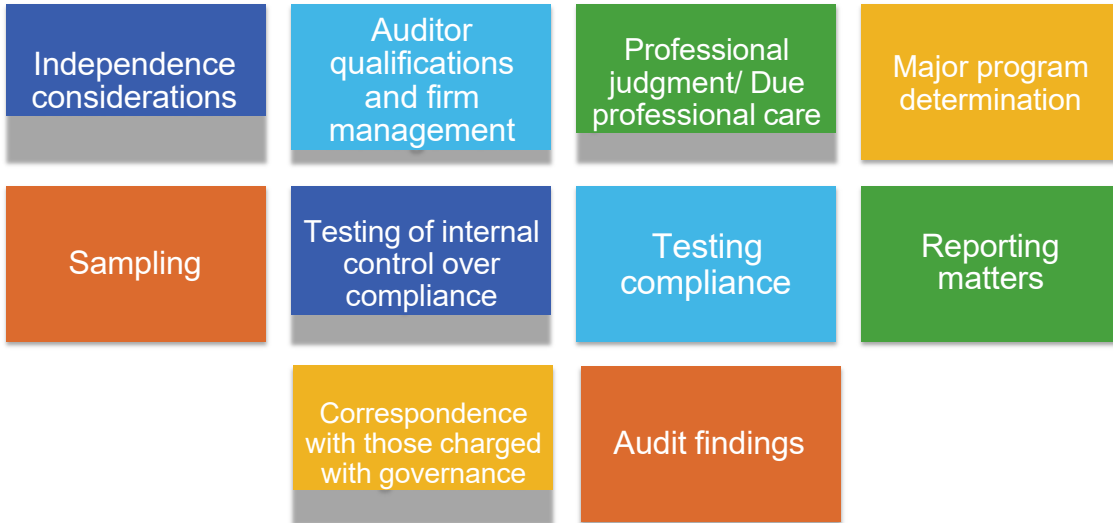 Independence
considerations
Auditor
qualifications
and firm
management
Professional
judgment/ Due
professional care
Major program
determination
Sampling
Testing of internal
control over
compliance
Testing
compliance
Reporting
matters
Correspondence
with those charged
with governance
Audit findings